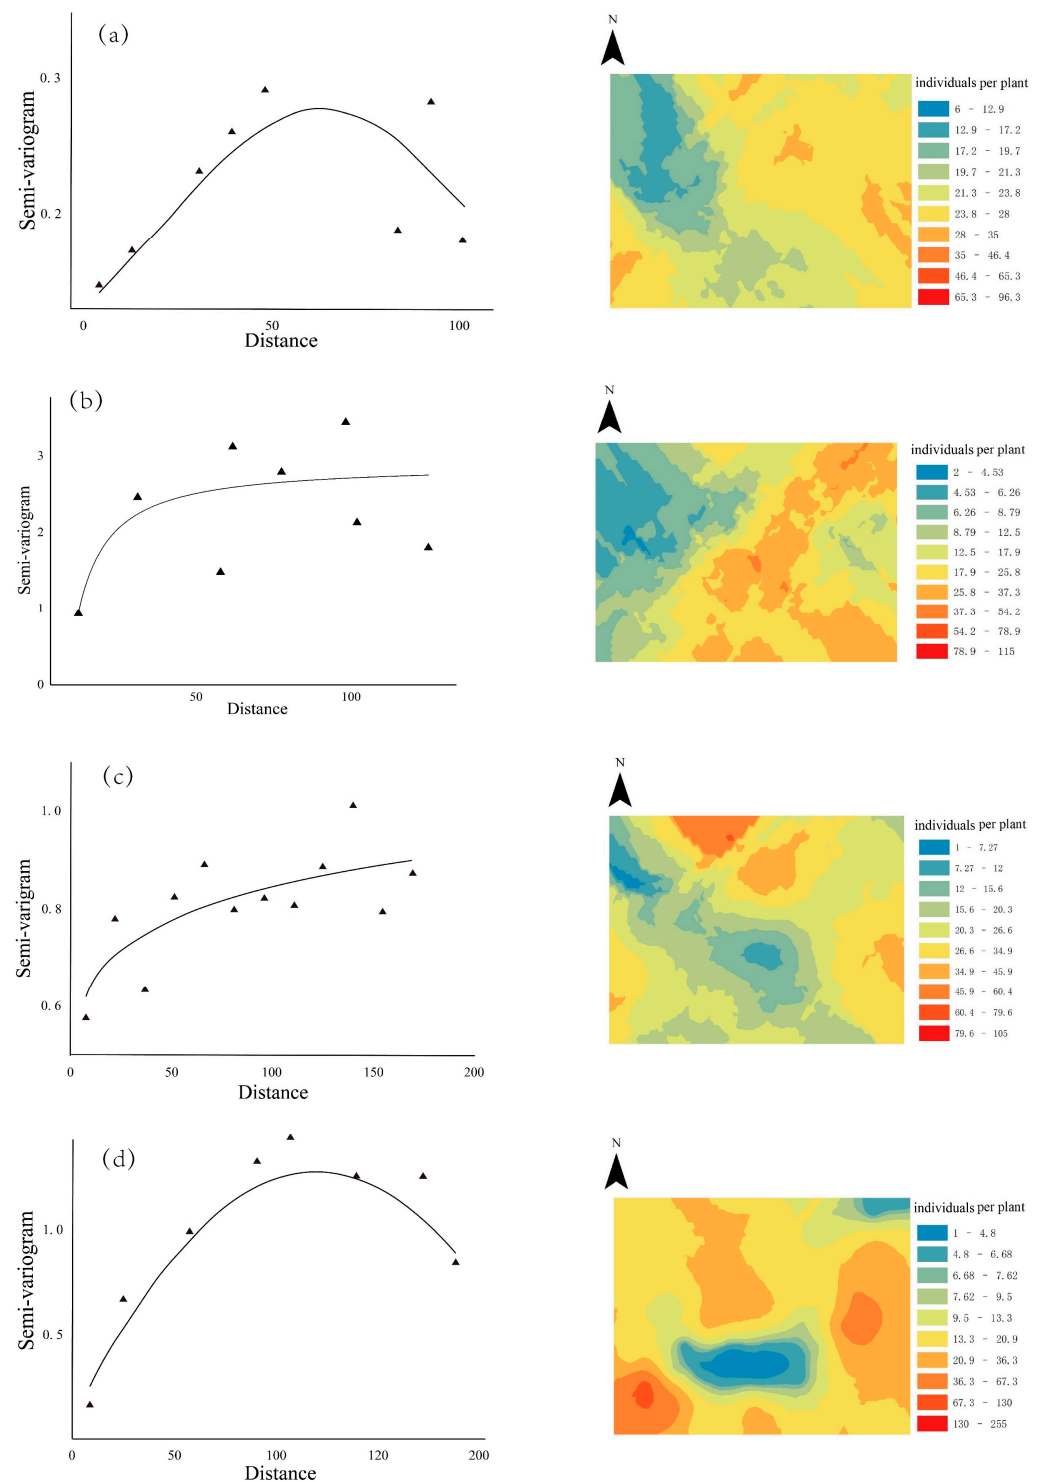 (a)
0.3
0.2
Semi-variogram
0 50 100
Distance
N
individuals per plant
6 - 12.9
12.9 - 17.2
17.2 - 19.7
19.7 - 21.3
21.3 - 23.8
23.8 - 28
28 - 35
35 - 46.4
46.4 - 65.3
65.3 - 96.3
(b)
3
2
1
0
Semi-variogram
50 100
Distance
N
individuals per plant
2 - 4.53
4.53 - 6.26
6.26 - 8.79
8.79 - 12.5
12.5 - 17.9
17.9 - 25.8
25.8 - 37.3
37.3 - 54.2
54.2 - 78.9
78.9 - 115
(c)
1.0
0.8
0.6
Semi-varigram
0 50 100 150 200
Distance
N
individuals per plant
1 - 7.27
7.27 - 12
12 - 15.6
15.6 - 20.3
20.3 - 26.6
26.6 - 34.9
34.9 - 45.9
45.9 - 60.4
60.4 - 79.6
79.6 - 105
(d)
1.0
0.5
Semi-variogram
0 50 100 120 200
Distance
N
individuals per plant
1 - 4.8
4.8 - 6.68
6.68 - 7.62
7.62 - 9.5
9.5 - 13.3
13.3 - 20.9
20.9 - 36.3
36.3 - 67.3
67.3 - 130
130 - 255